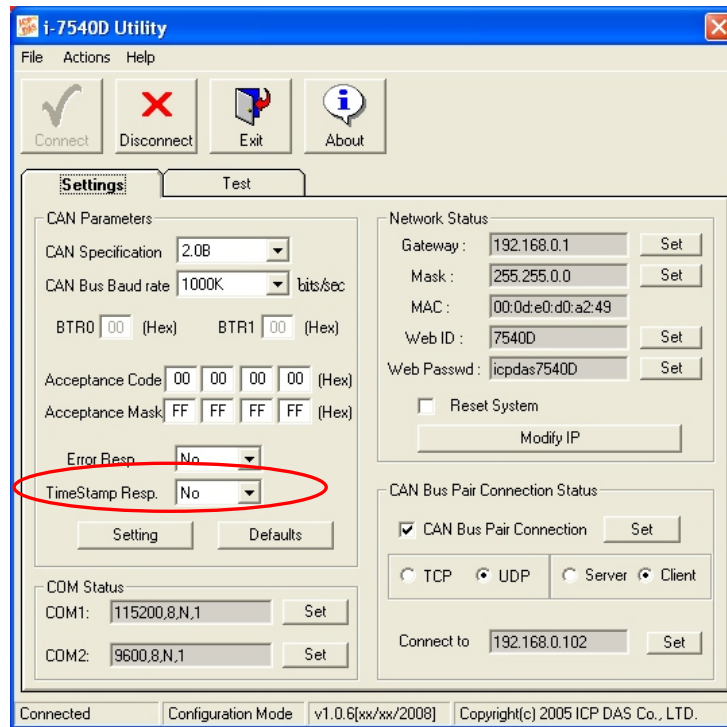 i-7540D Utility
File Actions Help
Connect Disconnect Exit About
Settings Test
CAN Parameters
CAN Specification 2.0B
CAN Bus Baud rate 1000K bits/sec
BTR0 00 (Hex) BTR1 00 (Hex)
Acceptance Code 00 00 00 00 (Hex)
Acceptance Mask FF FF FF FF (Hex)
Error Resp. No
TimeStamp Resp. No
Setting Defaults
COM Status
COM1: 115200,8,N,1 Set
COM2: 9600,8,N,1 Set
Network Status
Gateway : 192.168.0.1 Set
Mask : 255.255.0.0 Set
MAC : 00:0d:e0:d0:a2:49
Web ID : 7540D Set
Web Passwd : icpdas7540D Set
Reset System
Modify IP
CAN Bus Pair Connection Status
CAN Bus Pair Connection Set
TCP UDP Server Client
Connect to 192.168.0.102 Set
Connected Configuration Mode v1.0.6[xx/xx/2008] Copyright(c) 2005 ICP DAS Co., LTD.